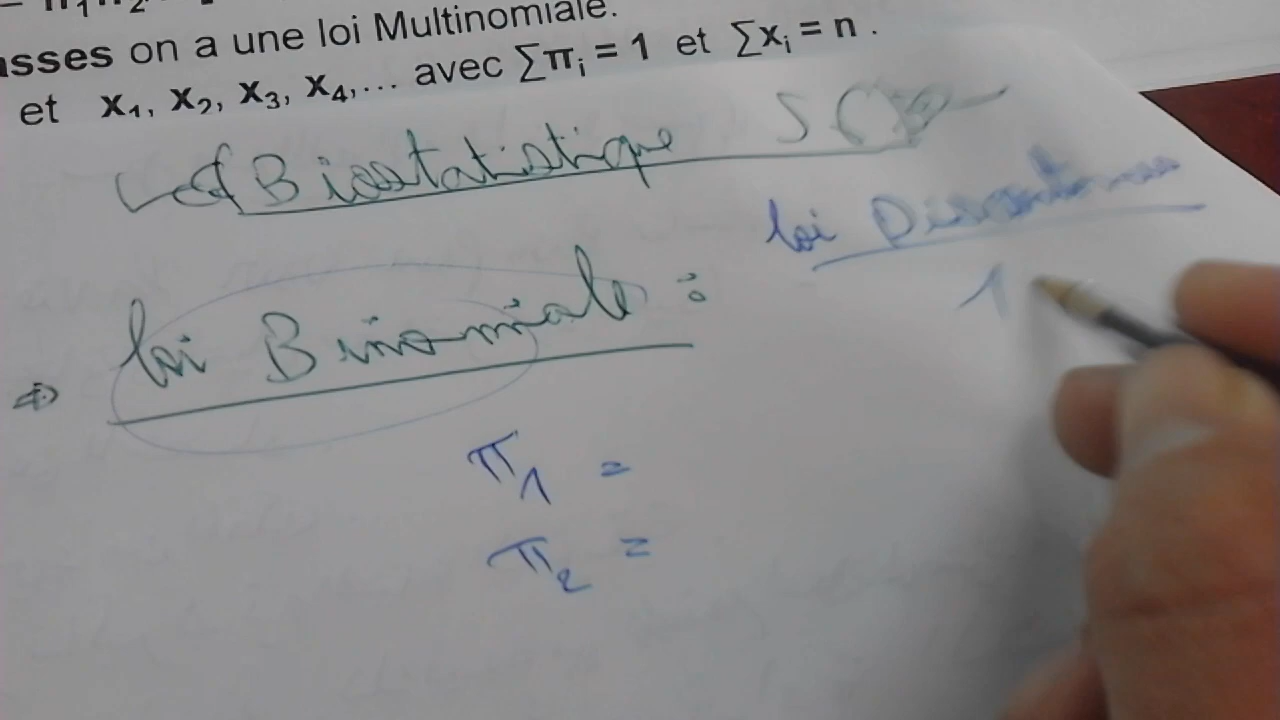 asses on a une loi Multinomiale.
et x₁, x₂, x₃, x₄,... avec ∑πᵢ = 1 et ∑xᵢ = n .
Biostatistique
loi
loi Binomiale :
1
π₁ =
π₂ =